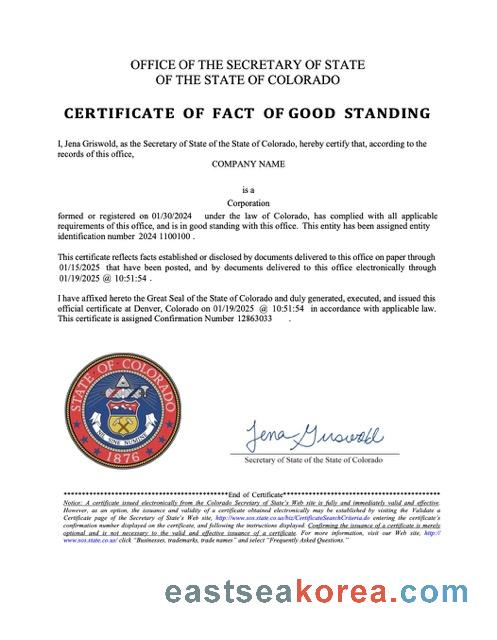 OFFICE OF THE SECRETARY OF STATE
OF THE STATE OF COLORADO
CERTIFICATE OF FACT OF GOOD STANDING
I, Jena Griswold, as the Secretary of State of the State of Colorado, hereby certify that, according to the
records of this office,
COMPANY NAME
is a
Corporation
formed or registered on 01/30/2024 under the law of Colorado, has complied with all applicable
requirements of this office, and is in good standing with this office. This entity has been assigned entity
identification number 2024 1100100 .
This certificate reflects facts established or disclosed by documents delivered to this office on paper through
01/15/2025 that have been posted, and by documents delivered to this office electronically through
01/19/2025 @ 10:51:54 .
I have affixed hereto the Great Seal of the State of Colorado and duly generated, executed, and issued this
official certificate at Denver, Colorado on 01/19/2025 @ 10:51:54 in accordance with applicable law.
This certificate is assigned Confirmation Number 12863033 .
STATE OF COLORADO
NIL SINE NUMINE
1876
Jena Griswold
Secretary of State of the State of Colorado
*********************************************End of Certificate*******************************************
Notice: A certificate issued electronically from the Colorado Secretary of State's Web site is fully and immediately valid and effective.
However, as an option, the issuance and validity of a certificate obtained electronically may be established by visiting the Validate a
Certificate page of the Secretary of State's Web site, http://www.sos.state.co.us/biz/CertificateSearchCriteria.do entering the certificate's
confirmation number displayed on the certificate, and following the instructions displayed. Confirming the issuance of a certificate is merely
optional and is not necessary to the valid and effective issuance of a certificate. For more information, visit our Web site, http://
www.sos.state.co.us/ click "Businesses, trademarks, trade names" and select "Frequently Asked Questions."
eastseakorea.com